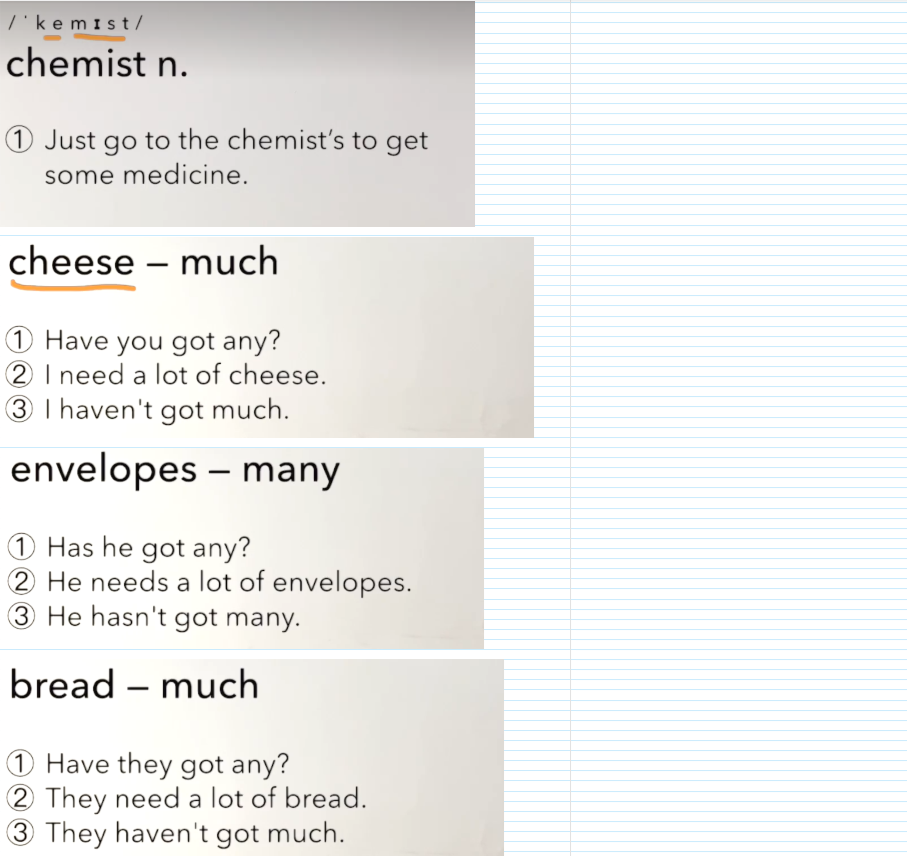 /ˈkemɪst/
chemist n.
① Just go to the chemist’s to get
some medicine.
cheese – much
① Have you got any?
② I need a lot of cheese.
③ I haven't got much.
envelopes – many
① Has he got any?
② He needs a lot of envelopes.
③ He hasn't got many.
bread – much
① Have they got any?
② They need a lot of bread.
③ They haven't got much.